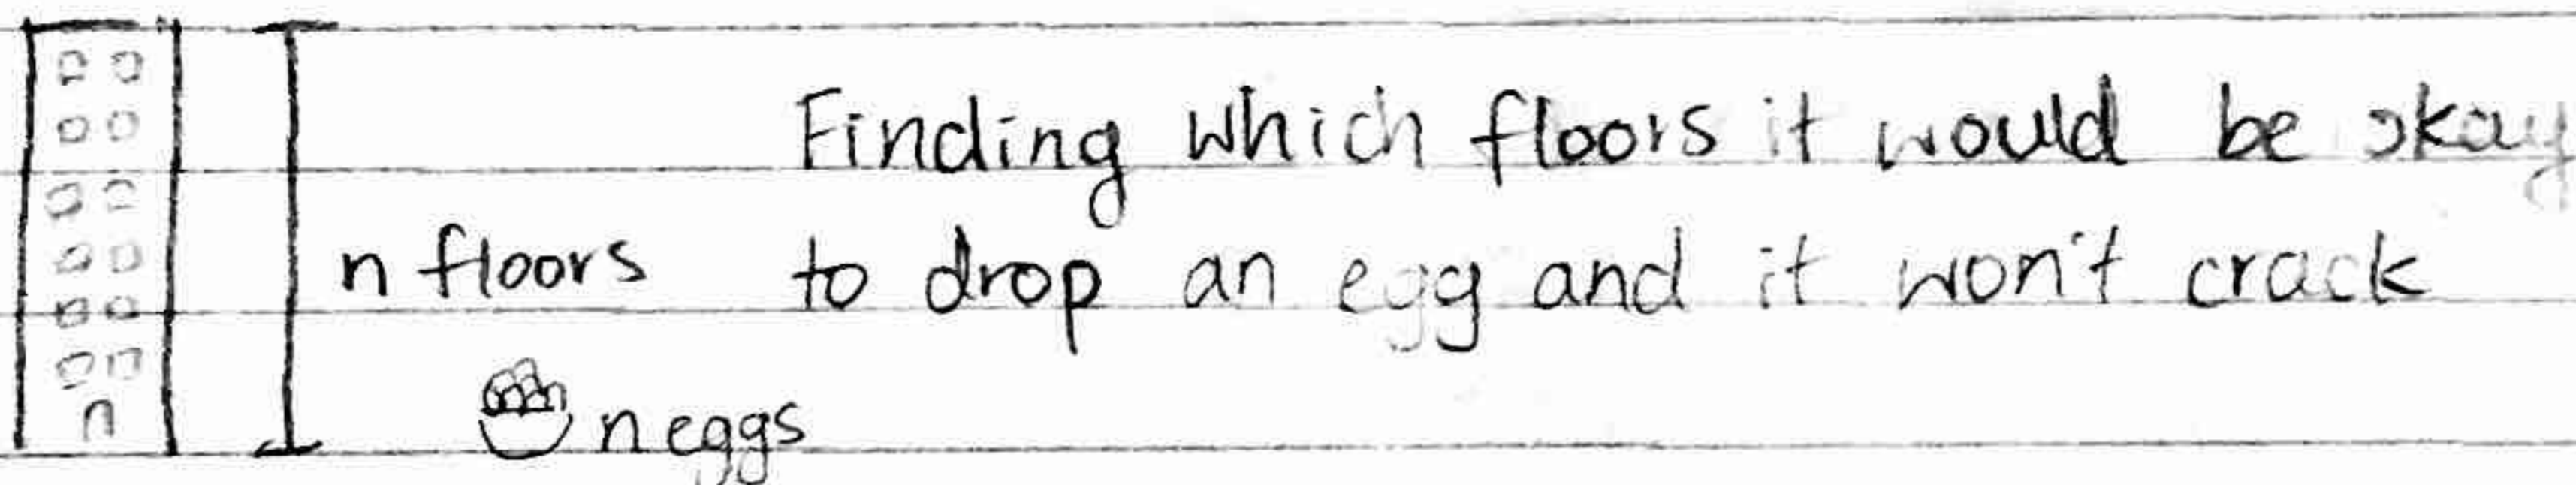 Finding which floors it would be okay
n floors to drop an egg and it won't crack
n eggs